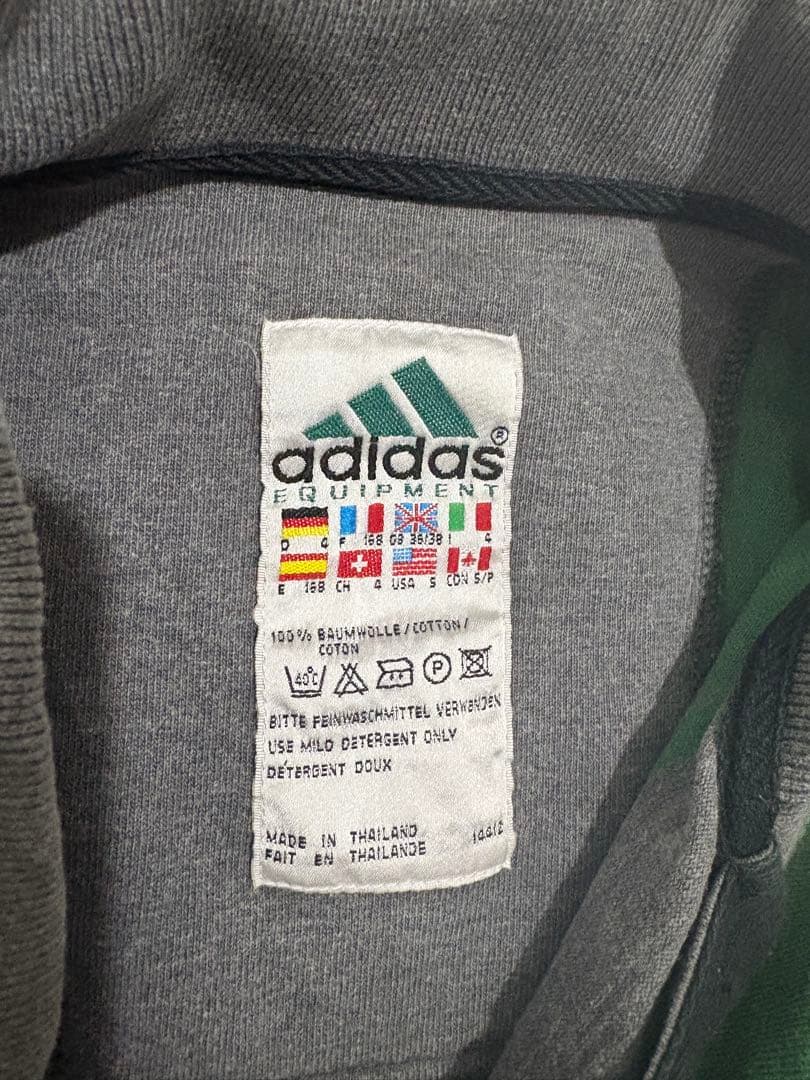 adidas®
EQUIPMENT
D 4 F 168 GB 36/38 I 4
E 168 CH 4 USA S CDN S/P
100% BAUMWOLLE/COTTON/
COTON
40°C P
BITTE FEINWASCHMITTEL VERWENDEN
USE MILD DETERGENT ONLY
DÉTERGENT DOUX
MADE IN THAILAND
FAIT EN THAILANDE